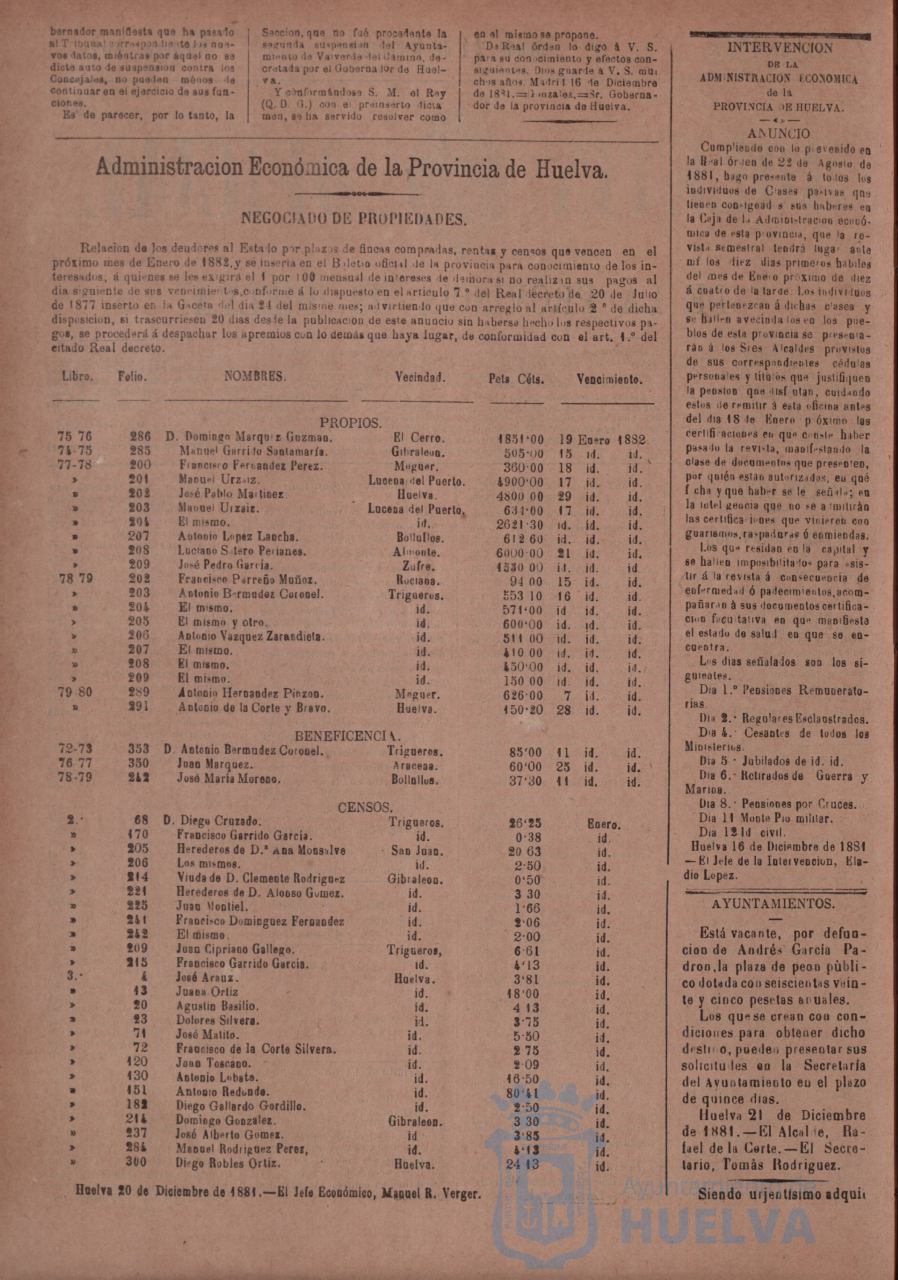 bernador manifiesta que ha pasado
al Tribunal correspondiente los nue-
vos datos, miéntras por aquel no se
dicte auto de suspension contra los
Concejales, no pueden ménos de
continuar en el ejercicio de sus fun-
ciones.
Es de parecer, por lo tanto, la
Seccion, que no fué procedente la
segunda suspension del Ayunta-
miento de Valverde del Camino, de-
cretada por el Gobernador de Huel-
va.
Y conformándose S. M. el Rey
(Q. D. G.) con el preinserto dicta
men, se ha servido resolver como
en el mismo se propone.
De Real órden lo digo á V. S.
para su conocimiento y efectos con-
siguientes. Dios guarde á V. S. mu-
chos años. Madrid 16 de Diciembre
de 1881.=Gonzalez.=Sr. Goberna-
dor de la provincia de Huelva.
Administracion Económica de la Provincia de Huelva.
NEGOCIADO DE PROPIEDADES.
Relacion de los deudores al Estado por plazos de fincas compradas, rentas y censos que vencen en el
próximo mes de Enero de 1882, y se inserta en el Boletin oficial de la provincia para conocimiento de los in-
teresados, á quienes se les exigirá el 1 por 100 mensual de intereses de demora si no realizan sus pagos al
dia siguiente de sus vencimientos, conforme á lo dispuesto en el artículo 7.º del Real decreto de 20 de Julio
de 1877 inserto en la Gaceta del dia 24 del mismo mes; advirtiendo que con arreglo al artículo 2.º de dicha
disposicion, si trascurriesen 20 dias desde la publicacion de este anuncio sin haberse hecho los respectivos pa-
gos, se procederá á despachar los apremios con lo demás que haya lugar, de conformidad con el art. 1.º del
citado Real decreto.
Libro. Folio. NOMBRES. Vecindad. Pets Céts. Vencimiento.
PROPIOS.
75 76 286 D. Domingo Marquez Guzman. El Cerro. 1851'00 19 Enero 1882
74-75 285 Manuel Garrido Santamaría. Gibraleon. 505'00 15 id. id.
77-78 200 Francisco Fernandez Perez. Moguer. 360'00 18 id. id.
» 201 Manuel Urzaiz. Lucena del Puerto. 4900'00 17 id. id.
» 202 José Pablo Martinez Huelva. 4800 00 29 id. id.
» 203 Manuel Urzaiz. Lucena del Puerto, 634'00 17 id. id.
» 204 El mismo. id. 2621'30 id. id. id.
» 207 Antonio Lopez Lancha. Bollullos. 612 60 id. id. id.
» 208 Luciano Sotero Perianes. Almonte. 6000'00 21 id. id.
» 209 José Pedro Garcia. Zufre. 4530 00 id. id. id.
78 79 202 Francisco Parreño Muñoz. Rociana. 94 00 15 id. id.
» 203 Antonio Bermudez Coronel. Trigueros. 553 10 16 id. id.
» 204 El mismo. id. 571'00 id id. id.
» 205 El mismo y otro. id. 600'00 id. id. id.
» 206 Antonio Vazquez Zarandieta. id. 511 00 id. id. id.
» 207 El mismo. id. 410 00 id. id. id.
» 208 El mismo. id. 450'00 id. id. id.
» 209 El mismo. id. 150 00 id. id. id.
79 80 289 Antonio Hernandez Pinzon. Moguer. 626'00 7 id. id.
» 291 Antonio de la Corte y Bravo. Huelva. 150'20 28 id. id.
BENEFICENCIA.
72-73 353 D. Antonio Bermudez Coronel. Trigueros. 85'00 11 id. id.
76 77 350 Juan Marquez. Aracena. 60'00 25 id. id.
78-79 242 José María Moreno. Bollullos. 37'30 11 id. id.
CENSOS.
2.º 68 D. Diego Cruzado. Trigueros. 26'25 Enero.
» 170 Francisco Garrido Garcia. id. 0'38 id.
» 205 Herederos de D.ª Ana Monsalve San Juan. 20 63 id.
» 206 Los mismos. id. 2'50 id.
» 214 Viuda de D. Clemente Rodriguez Gibraleon. 0'50 id.
» 221 Herederos de D. Alonso Gomez. id. 3 30 id.
» 225 Juan Montiel. id. 1'66 id.
» 241 Francisco Dominguez Fernandez id. 2'06 id.
» 242 El mismo. id. 2'00 id.
» 209 Juan Cipriano Gallego. Trigueros, 6'61 id.
» 215 Francisco Garrido Garcia. id. 4'13 id.
3.º 4 José Arauz. Huelva. 3'81 id.
» 13 Juana Ortiz id. 18'00 id.
» 20 Agustin Basilio. id. 4 13 id.
» 23 Dolores Silvera. id. 3'75 id.
» 71 José Matito. id. 5'50 id.
» 72 Francisco de la Corte Silvera. id. 2 75 id.
» 120 Juan Toscano. id. 2'09 id.
» 130 Antonio Lobato. id. 16'50 id.
» 151 Antonio Redondo. id. 80'41 id.
» 182 Diego Gallardo Gordillo. id. 2'50 id.
» 214 Domingo Gonzalez. Gibraleon. 3 30 id.
» 237 José Alberto Gomez. id 3'85 id.
» 284 Manuel Rodriguez Perez, id. 4'13 id.
» 300 Diego Robles Ortiz. Huelva. 24 13 id.
Huelva 20 de Diciembre de 1881.—El Jefe Económico, Manuel R. Verger.
INTERVENCION
DE LA
ADMINISTRACION ECONOMICA
de la
PROVINCIA DE HUELVA.
ANUNCIO
Cumpliendo con lo prevenido en
la Real órden de 22 de Agosto de
1881, hago presente á todos los
individuos de Clases pasivas que
tienen consignados sus haberes en
la Caja de la Administracion econó-
mica de esta provincia, que la re-
vista semestral tendrá lugar ante
mí los diez dias primeros hábiles
del mes de Enero próximo de diez
á cuatro de la tarde. Los individuos
que pertenezcan á dichas clases y
se hallen avecindados en los pue-
blos de esta provincia se presenta-
rán á los Sres Alcaldes provistos
de sus correspondientes cédulas
personales y titulos que justifiquen
la pension que disfrutan, cuidando
estos de remitir á esta oficina antes
del dia 18 de Enero próximo las
certificaciones en que conste haber
pasado la revista, manifestando la
clase de documentos que presenten,
por quién están autorizados, en qué
fecha y qué haber se le señala; en
la inteligencia que no se admitirán
las certificaciones que vinieren con
guarismos, raspaduras ó enmiendas.
Los que residan en la capital y
se hallen imposibilitados para asis-
tir á la revista á consecuencia de
enfermedad ó padecimientos, acom-
pañaran à sus documentos certifica-
cion facultativa en que manifieste
el estado de salud en que se en-
cuentra.
Los dias señalados son los si-
guientes.
Dia 1.º Pensiones Remunerato-
rias.
Dia 2.º Regulares Esclaustrados.
Dia 4.º Cesantes de todos los
Ministerios.
Dia 5.º Jubilados de id. id.
Dia 6.º Retirados de Guerra y
Marina.
Dia 8.º Pensiones por Cruces.
Dia 11 Monte Pio militar.
Dia 12 Id civil.
Huelva 16 de Diciembre de 1881
—El Jefe de la Intervencion, Ela-
dio Lopez.
AYUNTAMIENTOS.
Está vacante, por defun-
cion de Andrés Garcia Pa-
dron, la plaza de peon públi-
co dotada con seiscientas vein-
te y cinco pesetas anuales.
Los que se crean con con-
diciones para obtener dicho
destino, pueden presentar sus
solicitudes en la Secretaría
del Ayuntamiento en el plazo
de quince dias.
Huelva 21 de Diciembre
de 1881.—El Alcalde, Ra-
fael de la Corte.—El Secre-
tario, Tomás Rodriguez.
Siendo urjentísimo adqui
Ayuntamiento de
HUELVA